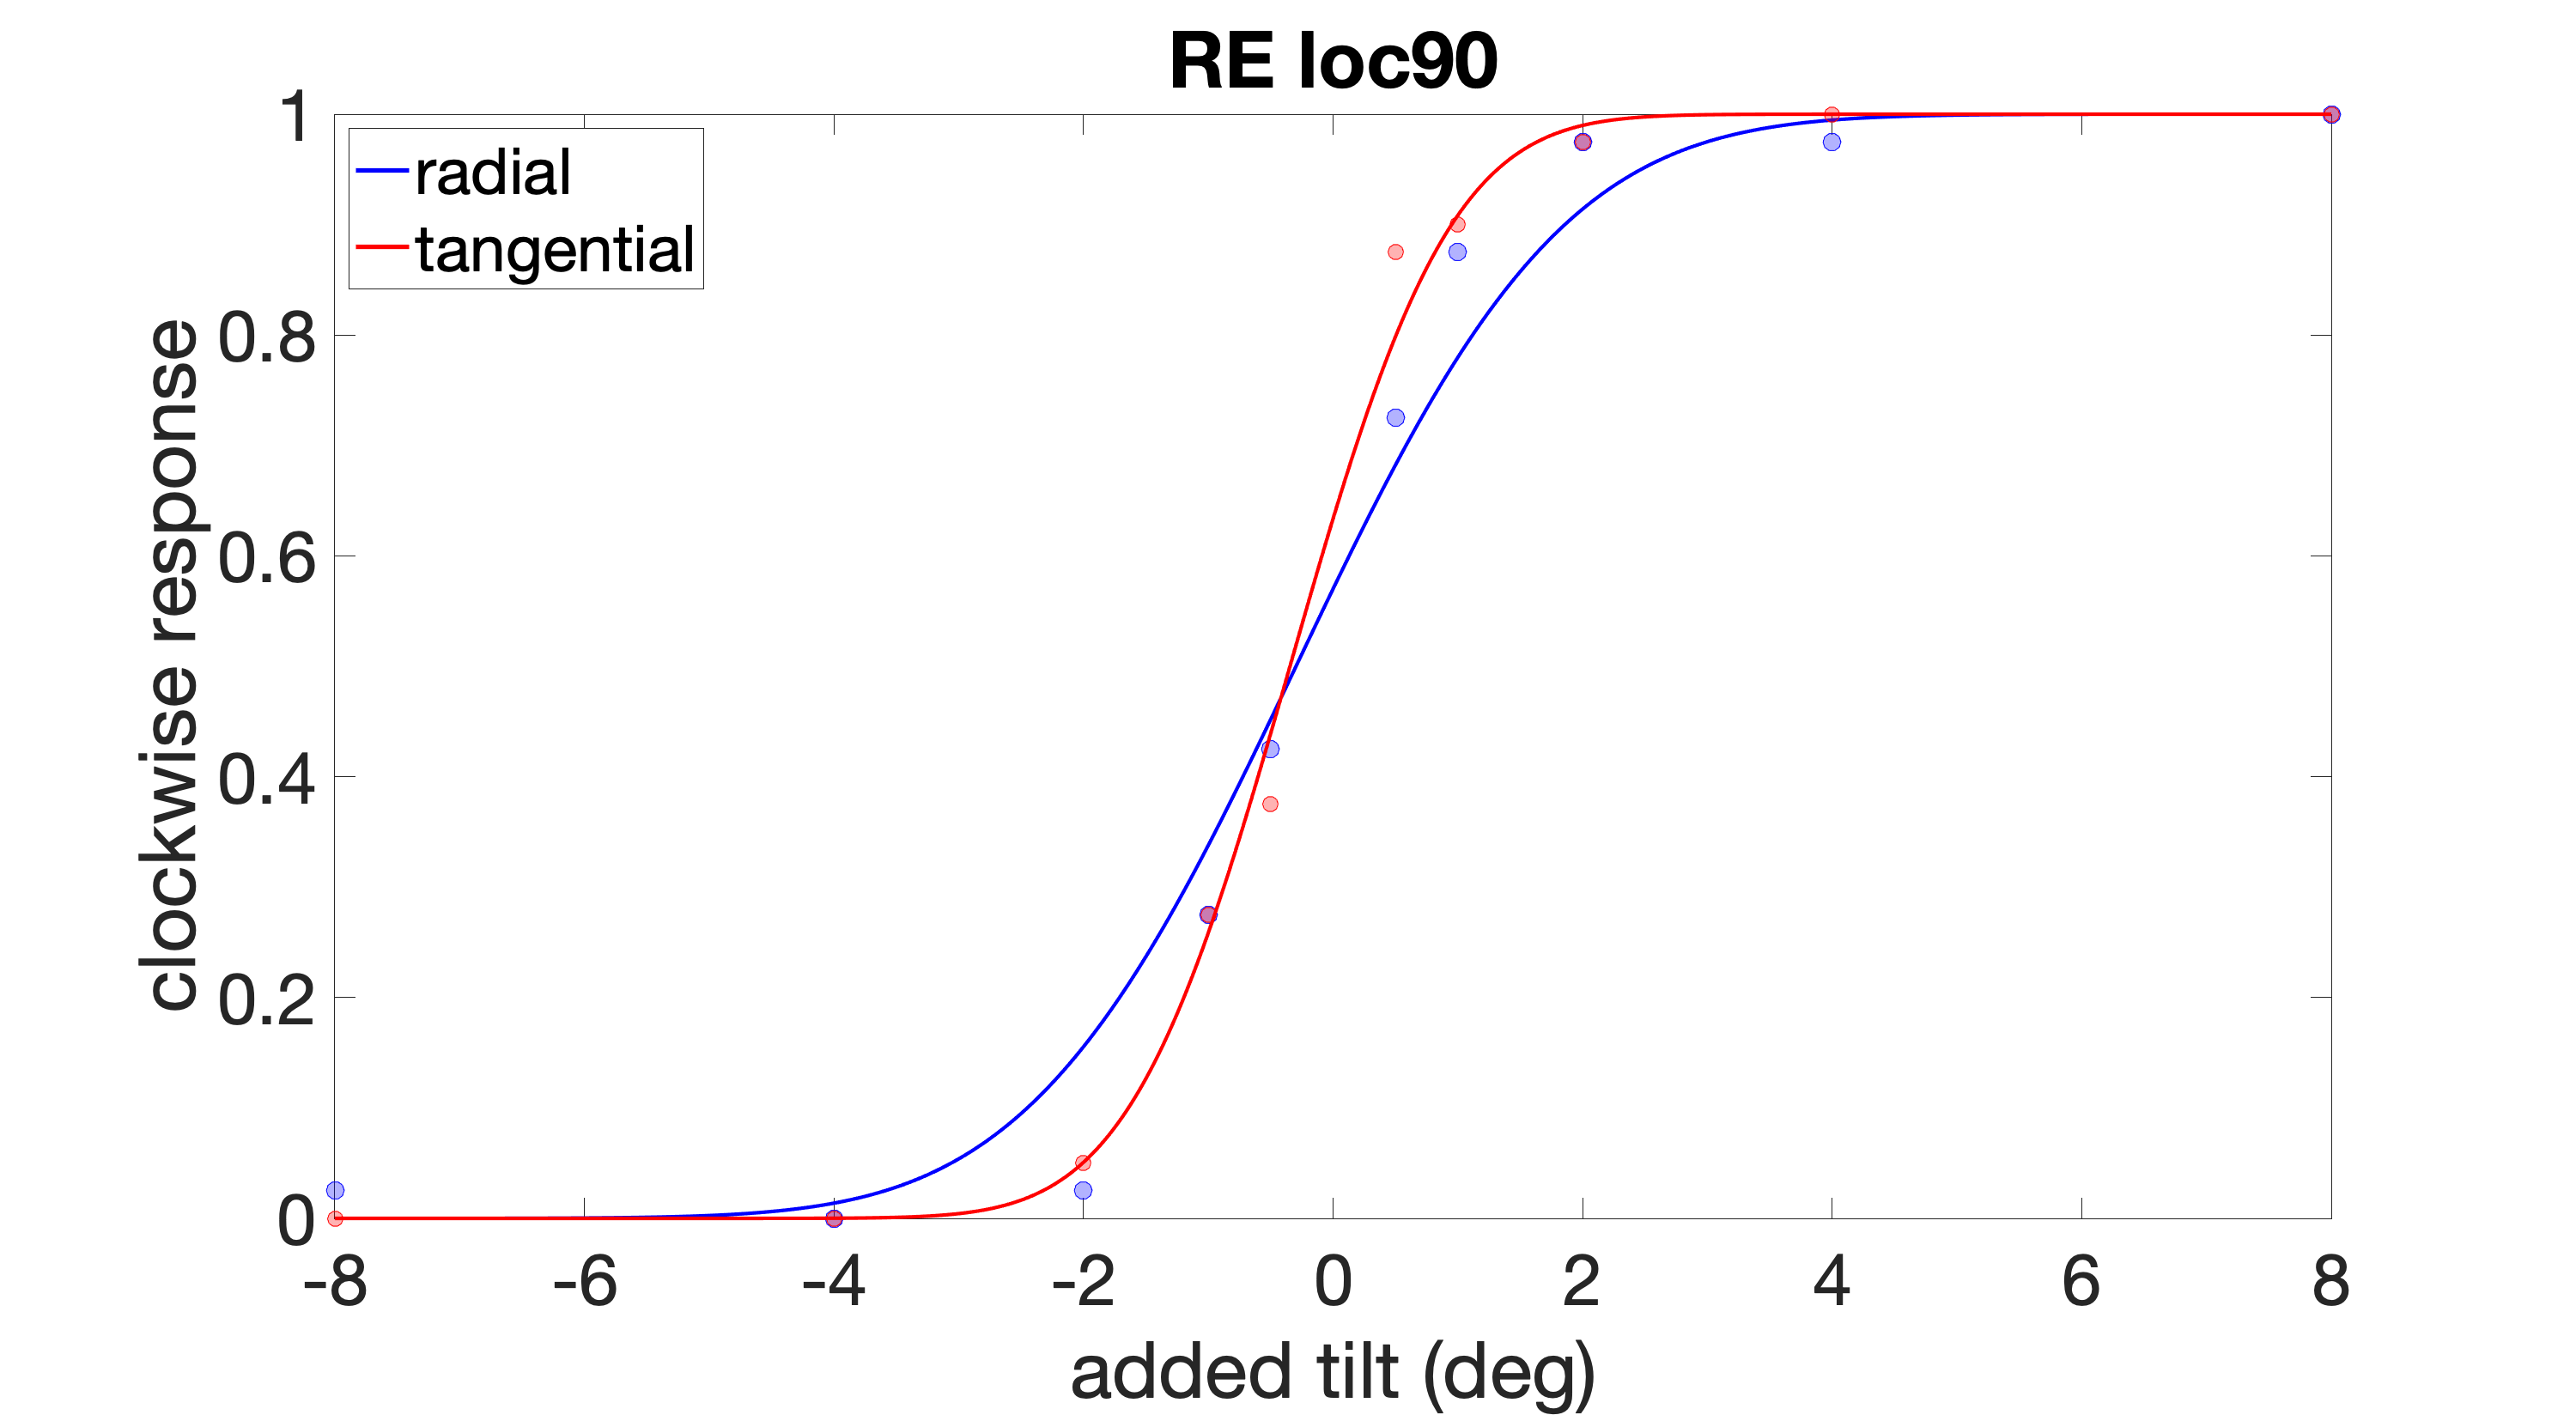 RE loc90
radial
tangential
clockwise response
1
0.8
0.6
0.4
0.2
0
-8 -6 -4 -2 0 2 4 6 8
added tilt (deg)